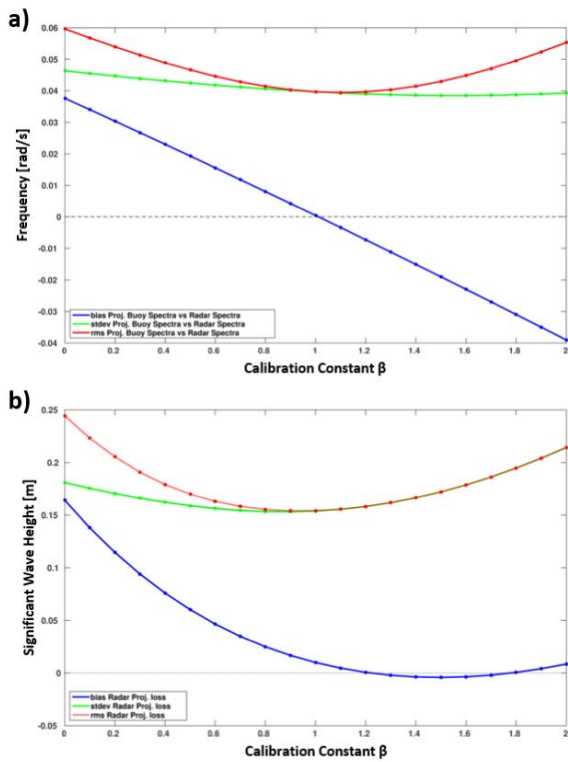 a)
0.06
0.05
0.04
0.03
0.02
0.01
0
-0.01
-0.02
-0.03
-0.04
Frequency [rad/s]
bias Proj. Buoy Spectra vs Radar Spectra
stdev Proj. Buoy Spectra vs Radar Spectra
rms Proj. Buoy Spectra vs Radar Spectra
0 0.2 0.4 0.6 0.8 1 1.2 1.4 1.6 1.8 2
Calibration Constant β
b)
0.25
0.2
0.15
0.1
0.05
0
-0.05
Significant Wave Height [m]
bias Radar Proj. loss
stdev Radar Proj. loss
rms Radar Proj. loss
0 0.2 0.4 0.6 0.8 1 1.2 1.4 1.6 1.8 2
Calibration Constant β